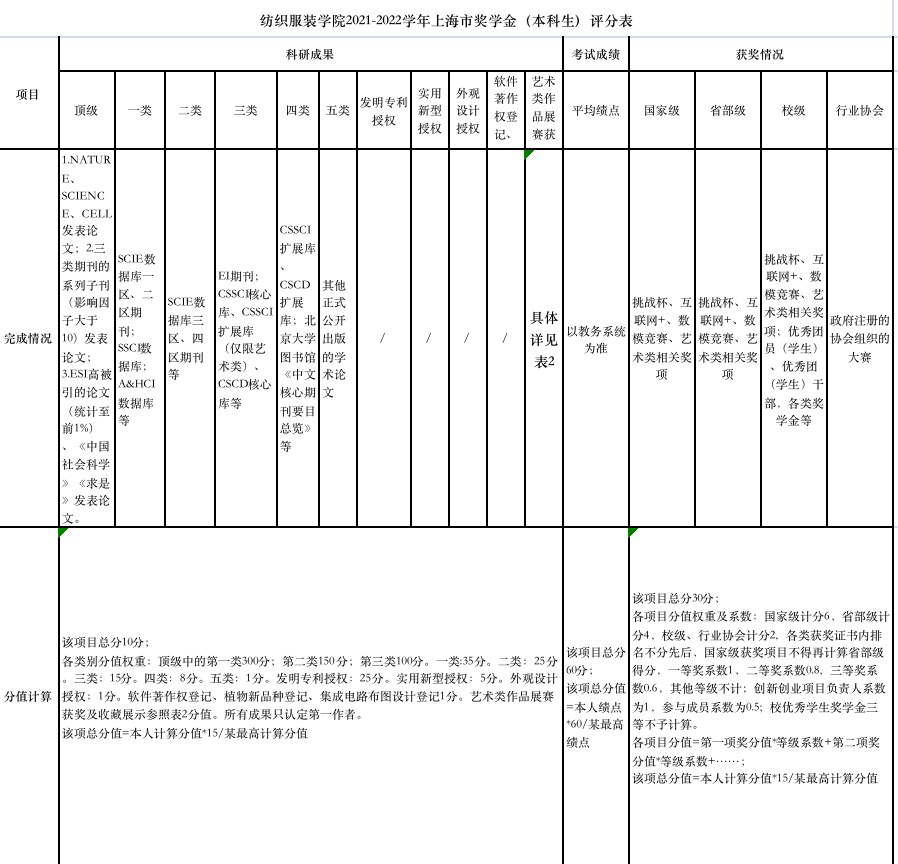 纺织服装学院2021-2022学年上海市奖学金（本科生）评分表
项目
科研成果
考试成绩
获奖情况
顶级
一类
二类
三类
四类
五类
发明专利
授权
实用
新型
授权
外观
设计
授权
软件
著作
权登
记、
艺术
类作
品展
赛获
平均绩点
国家级
省部级
校级
行业协会
完成情况
1.NATUR
E、
SCIENC
E、CELL
发表论
文；2.三
类期刊的
系列子刊
（影响因
子大于
10）发表
论文；
3.ESI高被
引的论文
（统计至
前1%）
、《中国
社会科学
》《求是
》发表论
文。
SCIE数
据库一
区、二
区期
刊；
SSCI数
据库；
A&HCI
数据库
等
SCIE数
据库三
区、四
区期刊
等
EI期刊；
CSSCI核心
库、CSSCI
扩展库
（仅限艺
术类）、
CSCD核心
库等
CSSCI
扩展库
、
CSCD
扩展
库；北
京大学
图书馆
《中文
核心期
刊要目
总览》
等
其他
正式
公开
出版
的学
术论
文
/
/
/
/
具体
详见
表2
以教务系统
为准
挑战杯、互
联网+、数
模竞赛、艺
术类相关奖
项
挑战杯、互
联网+、数
模竞赛、艺
术类相关奖
项
挑战杯、互
联网+、数
模竞赛、艺
术类相关奖
项；优秀团
员（学生）
、优秀团
（学生）干
部，各类奖
学金等
政府注册的
协会组织的
大赛
分值计算
该项目总分10分；
各类别分值权重：顶级中的第一类300分；第二类150分；第三类100分。一类:35分。二类：25分
。三类：15分。四类：8分。五类：1分。发明专利授权：25分。实用新型授权：5分。外观设计
授权：1分。软件著作权登记、植物新品种登记、集成电路布图设计登记1分。艺术类作品展赛
获奖及收藏展示参照表2分值。所有成果只认定第一作者。
该项总分值=本人计算分值*15/某最高计算分值
该项目总分
60分；
该项总分值
=本人绩点
*60/某最高
绩点
该项目总分30分；
各项目分值权重及系数：国家级计分6，省部级计
分4，校级、行业协会计分2，各类获奖证书内排
名不分先后，国家级获奖项目不得再计算省部级
得分，一等奖系数1，二等奖系数0.8，三等奖系
数0.6，其他等级不计；创新创业项目负责人系数
为1，参与成员系数为0.5；校优秀学生奖学金三
等不予计算。
各项目分值=第一项奖分值*等级系数+第二项奖
分值*等级系数+……；
该项总分值=本人计算分值*15/某最高计算分值